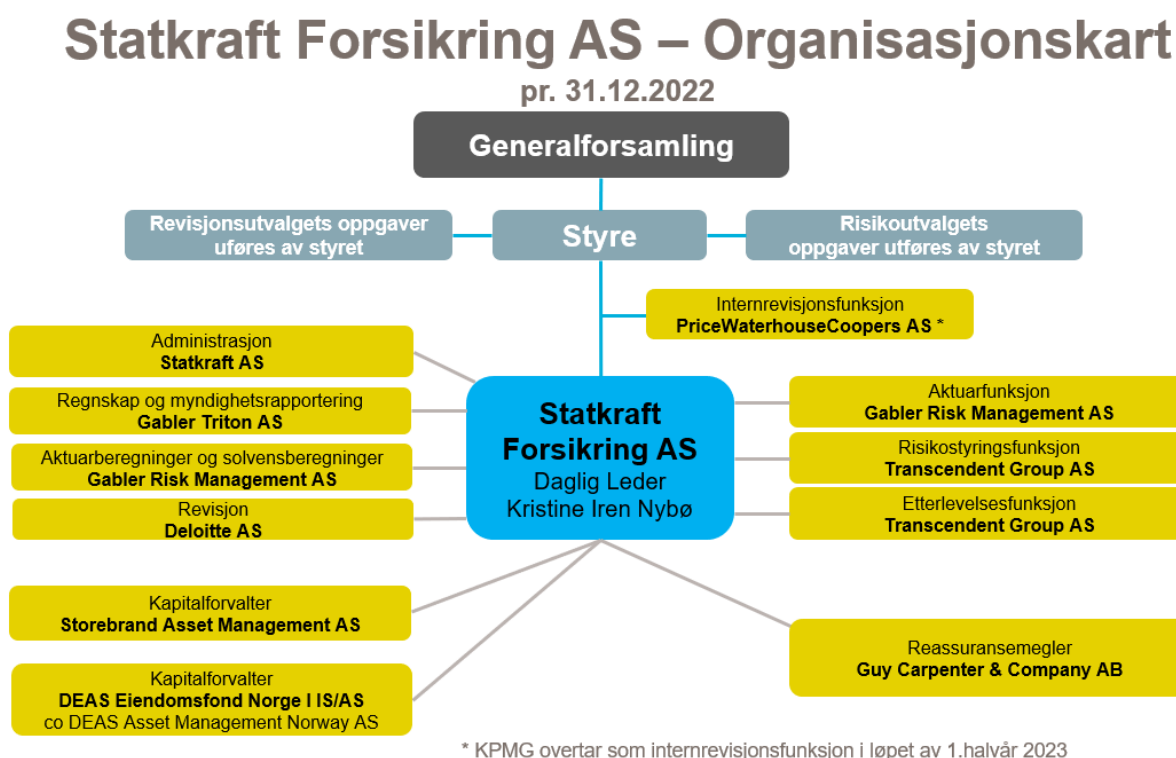 Statkraft Forsikring AS – Organisasjonskart
pr. 31.12.2022
Generalforsamling
Revisjonsutvalgets oppgaver
uføres av styret
Styre
Risikoutvalgets
oppgaver utføres av styret
Internrevisjonsfunksjon
PriceWaterhouseCoopers AS *
Administrasjon
Statkraft AS
Regnskap og myndighetsrapportering
Gabler Triton AS
Aktuarberegninger og solvensberegninger
Gabler Risk Management AS
Revisjon
Deloitte AS
Statkraft
Forsikring AS
Daglig Leder
Kristine Iren Nybø
Aktuarfunksjon
Gabler Risk Management AS
Risikostyringsfunksjon
Transcendent Group AS
Etterlevelsesfunksjon
Transcendent Group AS
Kapitalforvalter
Storebrand Asset Management AS
Kapitalforvalter
DEAS Eiendomsfond Norge I IS/AS
co DEAS Asset Management Norway AS
Reassuransemegler
Guy Carpenter & Company AB
* KPMG overtar som internrevisionsfunksjon i løpet av 1.halvår 2023